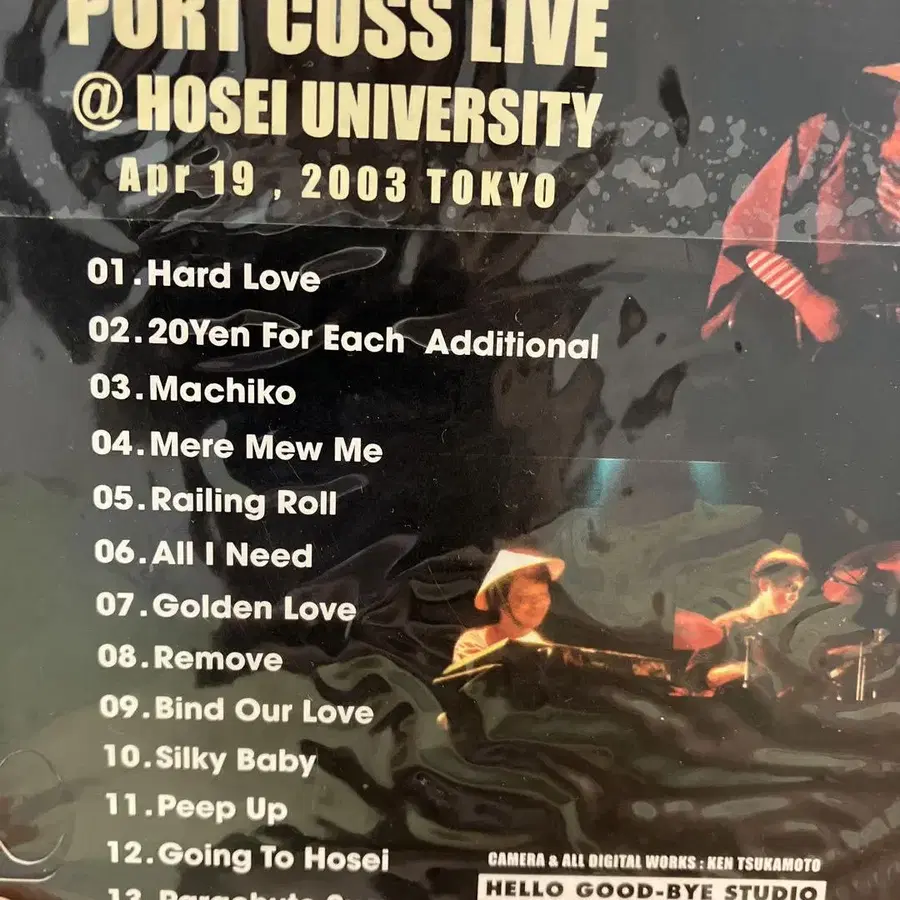 PORT CUSS LIVE
@ HOSEI UNIVERSITY
Apr 19 , 2003 TOKYO
01.Hard Love
02.20Yen For Each Additional
03.Machiko
04.Mere Mew Me
05.Railing Roll
06.All I Need
07.Golden Love
08.Remove
09.Bind Our Love
10.Silky Baby
11.Peep Up
12.Going To Hosei
13.Parachute
CAMERA & ALL DIGITAL WORKS : KEN TSUKAMOTO
HELLO GOOD-BYE STUDIO